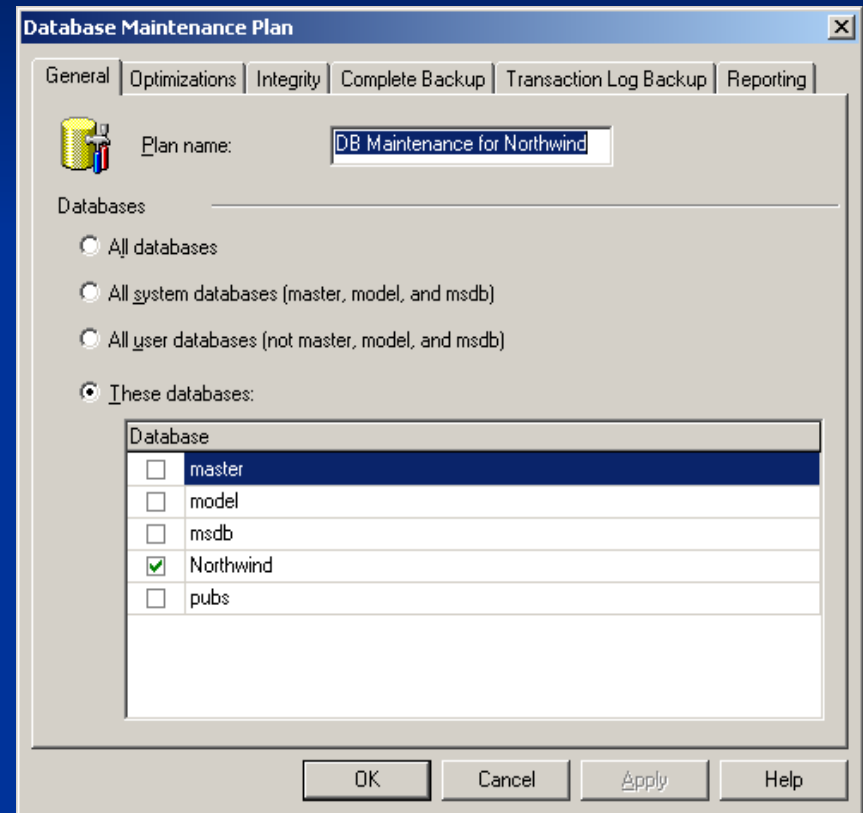 Database Maintenance Plan
General Optimizations Integrity Complete Backup Transaction Log Backup Reporting
Plan name: DB Maintenance for Northwind
Databases
All databases
All system databases (master, model, and msdb)
All user databases (not master, model, and msdb)
These databases:
Database
master
model
msdb
Northwind
pubs
OK Cancel Apply Help